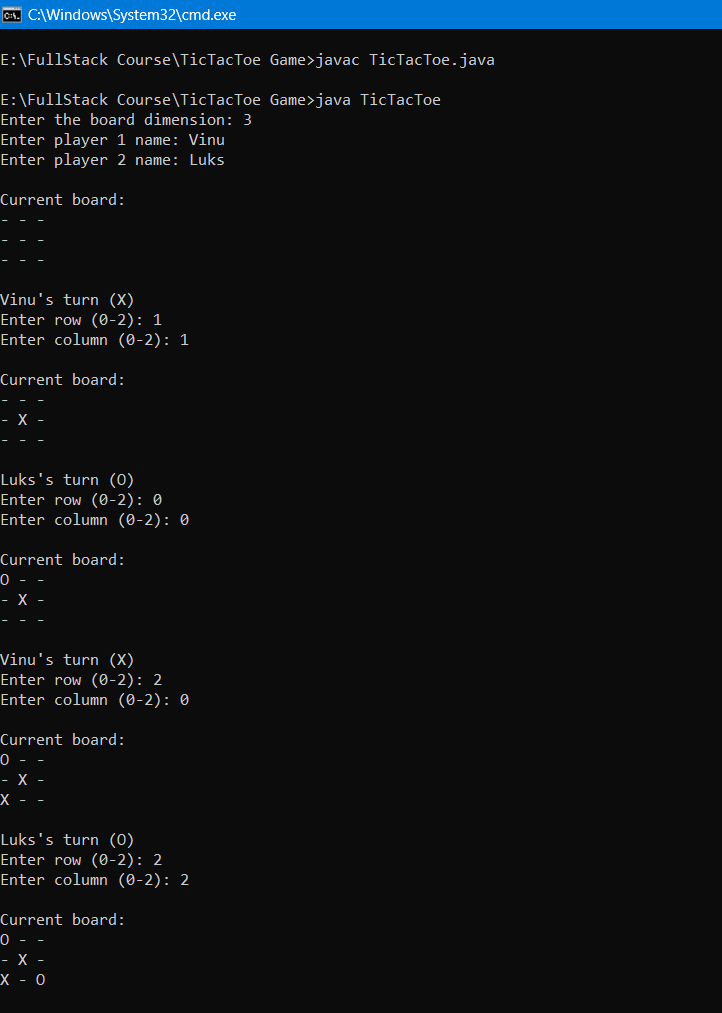 C:\Windows\System32\cmd.exe
E:\FullStack Course\TicTacToe Game>javac TicTacToe.java
E:\FullStack Course\TicTacToe Game>java TicTacToe
Enter the board dimension: 3
Enter player 1 name: Vinu
Enter player 2 name: Luks
Current board:
- - -
- - -
- - -
Vinu's turn (X)
Enter row (0-2): 1
Enter column (0-2): 1
Current board:
- - -
- X -
- - -
Luks's turn (O)
Enter row (0-2): 0
Enter column (0-2): 0
Current board:
O - -
- X -
- - -
Vinu's turn (X)
Enter row (0-2): 2
Enter column (0-2): 0
Current board:
O - -
- X -
X - -
Luks's turn (O)
Enter row (0-2): 2
Enter column (0-2): 2
Current board:
O - -
- X -
X - O